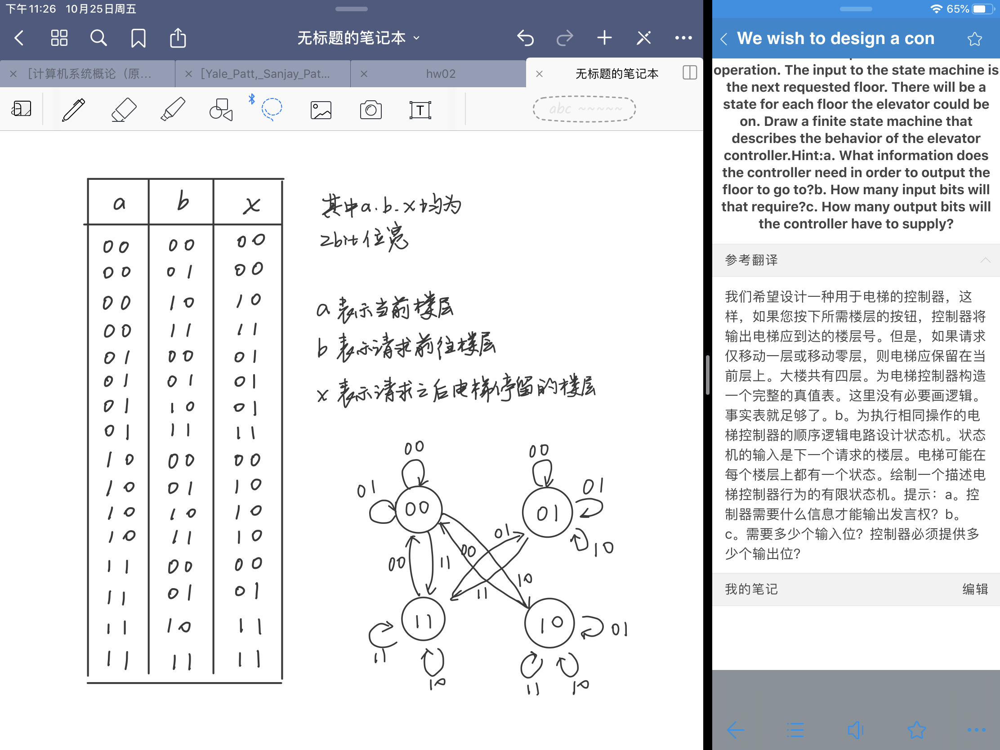 下午11:26 10月25日周五
65%
无标题的笔记本
We wish to design a con
[计算机系统概论（原...
[Yale_Patt,_Sanjay_Pat...
hw02
无标题的笔记本
abc ~~~~~
T
a b x
00 00 00
00 01 00
00 10 10
00 11 11
01 00 01
01 01 01
01 10 01
01 11 11
10 00 00
10 01 10
10 10 10
10 11 10
11 00 00
11 01 01
11 10 11
11 11 11
其中a.b.x均为
2bit位宽
a 表示当前楼层
b 表示请求前往楼层
x 表示请求之后电梯停留的楼层
00
00
01
01
00
01
01
10
00
00
11
10
11
11
10
01
11
10
11
10
operation. The input to the state machine is
the next requested floor. There will be a
state for each floor the elevator could be
on. Draw a finite state machine that
describes the behavior of the elevator
controller.Hint:a. What information does
the controller need in order to output the
floor to go to?b. How many input bits will
that require?c. How many output bits will
the controller have to supply?
参考翻译
我们希望设计一种用于电梯的控制器，这
样，如果您按下所需楼层的按钮，控制器将
输出电梯应到达的楼层号。但是，如果请求
仅移动一层或移动零层，则电梯应保留在当
前层上。大楼共有四层。为电梯控制器构造
一个完整的真值表。这里没有必要画逻辑。
事实表就足够了。b。为执行相同操作的电
梯控制器的顺序逻辑电路设计状态机。状态
机的输入是下一个请求的楼层。电梯可能在
每个楼层上都有一个状态。绘制一个描述电
梯控制器行为的有限状态机。提示：a。控
制器需要什么信息才能输出发言权？b。
c。需要多少个输入位？控制器必须提供多
少个输出位？
我的笔记 编辑